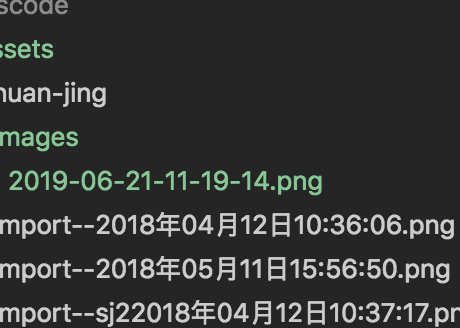 scode
ssets
huan-jing
mages
2019-06-21-11-19-14.png
mport--2018年04月12日10:36:06.png
mport--2018年05月11日15:56:50.png
mport--sj22018年04月12日10:37:17.pn